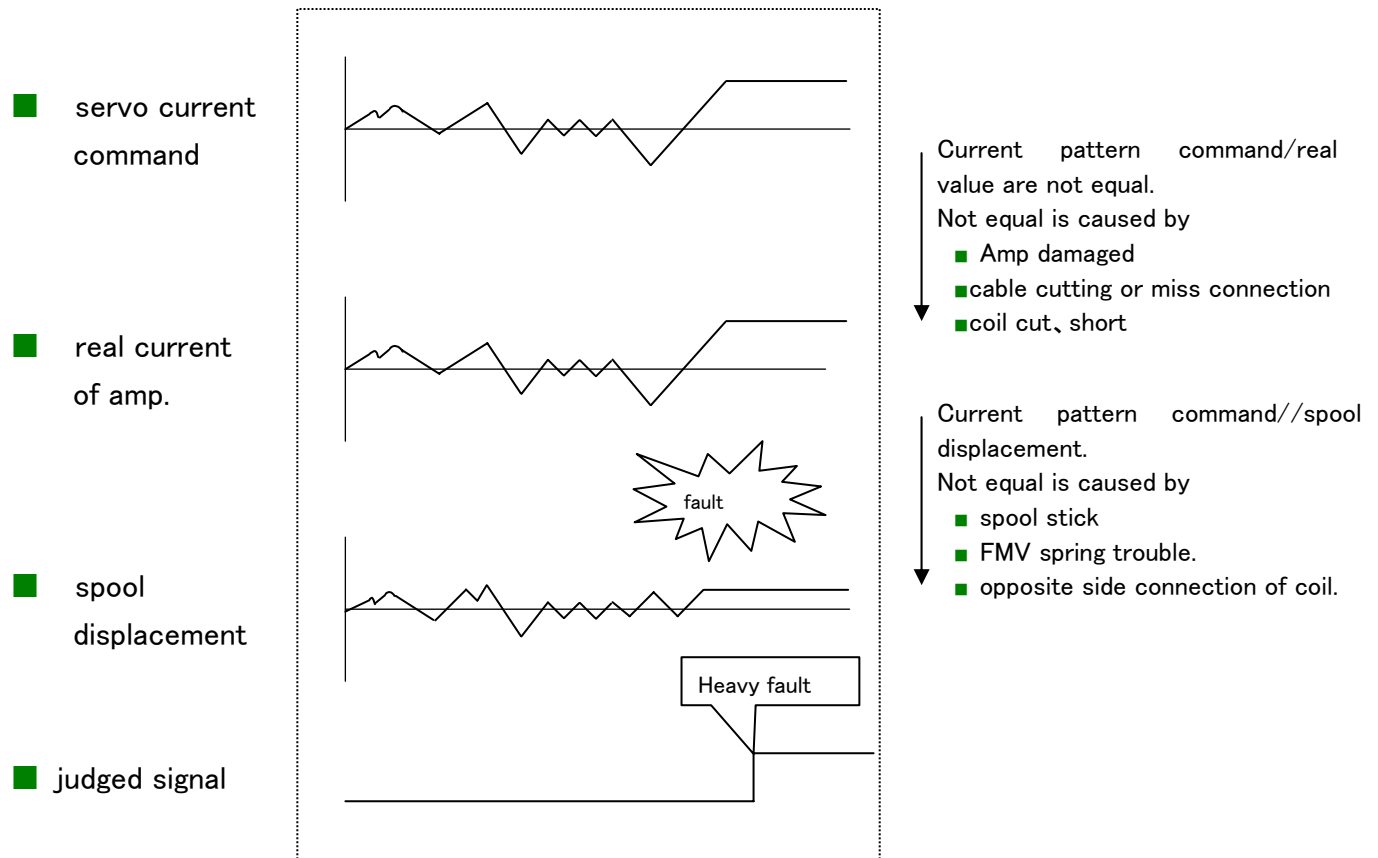 servo current
command
real current
of amp.
fault
spool
displacement
Heavy fault
judged signal
Current pattern command/real
value are not equal.
Not equal is caused by
■ Amp damaged
■cable cutting or miss connection
■coil cut、short
Current pattern command//spool
displacement.
Not equal is caused by
■ spool stick
■ FMV spring trouble.
■ opposite side connection of coil.